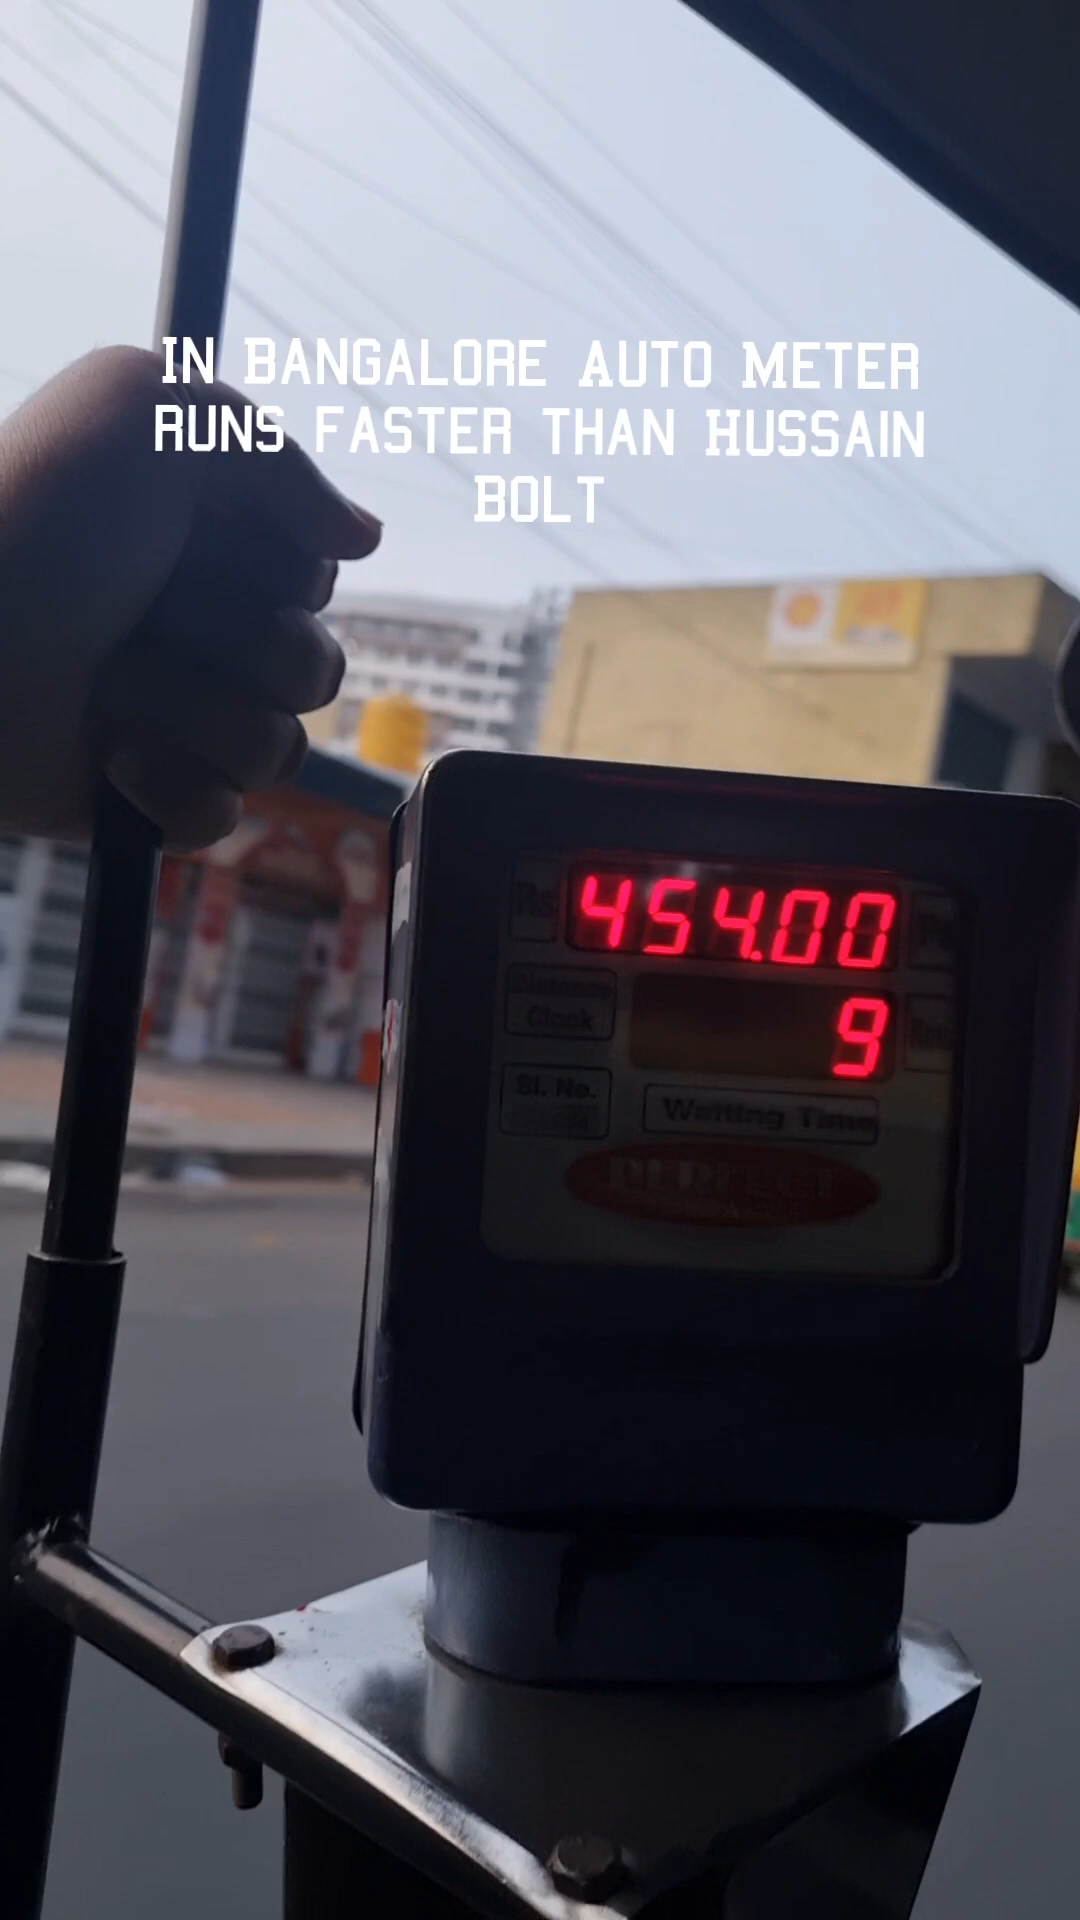 IN BANGALORE AUTO METER
RUNS FASTER THAN HUSSAIN
BOLT
Rs
454.00
Distance
Clock
9
Sl. No.
Waiting Time
PERFECT